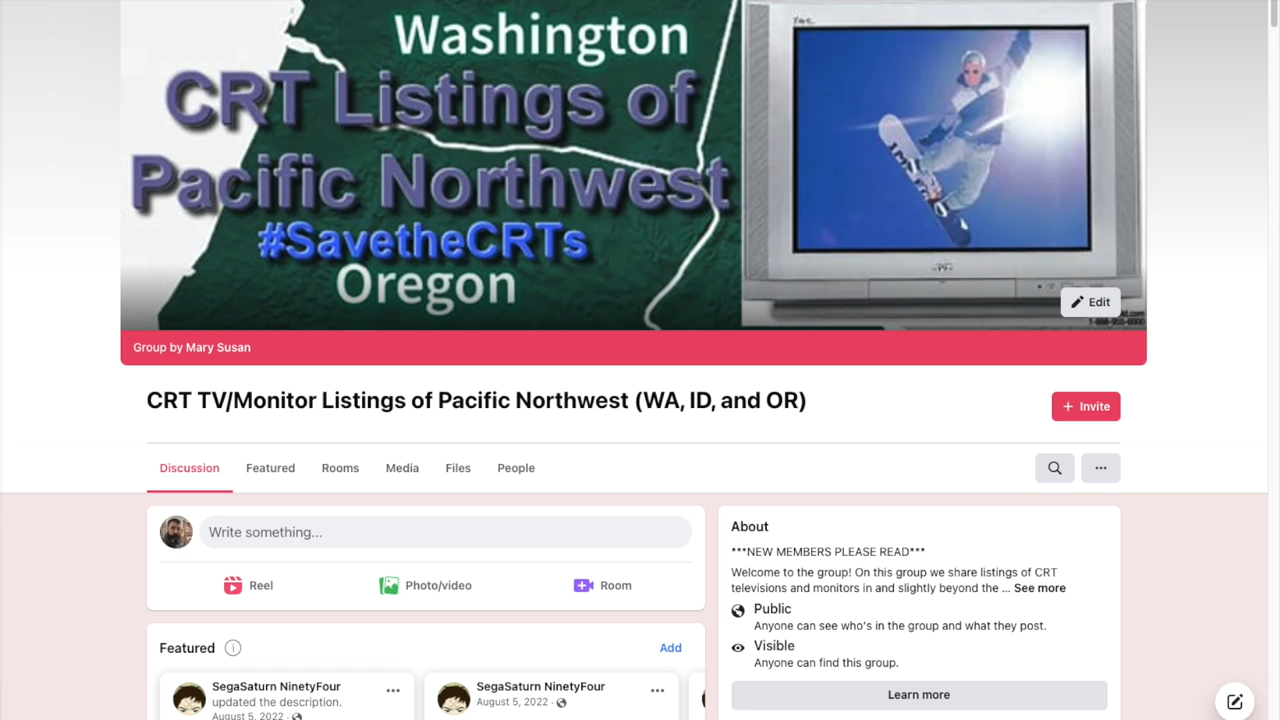 Washington
CRT Listings of
Pacific Northwest
#SavetheCRTs
Oregon
JVC
Edit
Group by Mary Susan
CRT TV/Monitor Listings of Pacific Northwest (WA, ID, and OR)
+ Invite
Discussion
Featured
Rooms
Media
Files
People
Write something...
Reel
Photo/video
Room
Featured
Add
SegaSaturn NinetyFour
updated the description.
August 5, 2022 ·
SegaSaturn NinetyFour
August 5, 2022 ·
About
***NEW MEMBERS PLEASE READ***
Welcome to the group! On this group we share listings of CRT
televisions and monitors in and slightly beyond the ... See more
Public
Anyone can see who's in the group and what they post.
Visible
Anyone can find this group.
Learn more